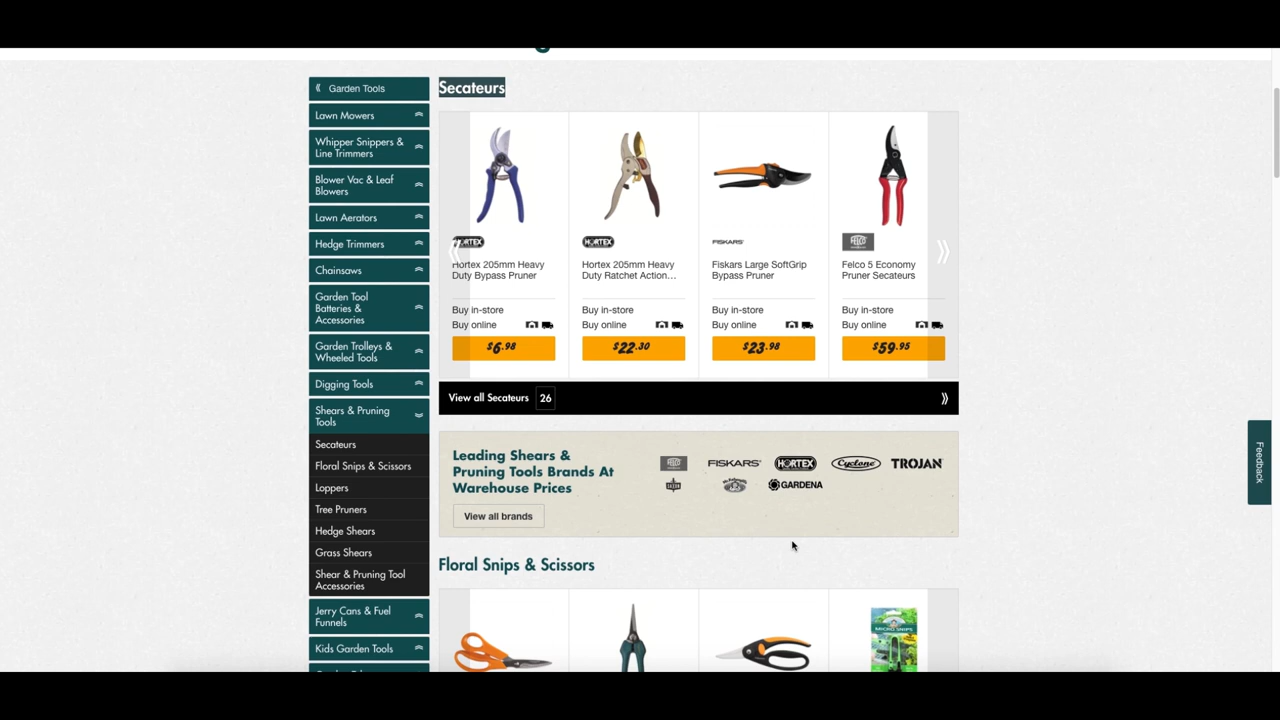 Garden Tools
Lawn Mowers
Whipper Snippers &
Line Trimmers
Blower Vac & Leaf
Blowers
Lawn Aerators
Hedge Trimmers
Chainsaws
Garden Tool
Batteries &
Accessories
Garden Trolleys &
Wheeled Tools
Digging Tools
Shears & Pruning
Tools
Secateurs
Floral Snips & Scissors
Loppers
Tree Pruners
Hedge Shears
Grass Shears
Shear & Pruning Tool
Accessories
Jerry Cans & Fuel
Funnels
Kids Garden Tools
Secateurs
HORTEX
Hortex 205mm Heavy
Duty Bypass Pruner
Buy in-store
Buy online
$6.98
HORTEX
Hortex 205mm Heavy
Duty Ratchet Action...
Buy in-store
Buy online
$22.30
FISKARS
Fiskars Large SoftGrip
Bypass Pruner
Buy in-store
Buy online
$23.98
FELCO
Felco 5 Economy
Pruner Secateurs
Buy in-store
Buy online
$59.95
View all Secateurs 26
Leading Shears &
Pruning Tools Brands At
Warehouse Prices
View all brands
FELCO FISKARS HORTEX Cyclone TROJAN
GARDENA
Floral Snips & Scissors
MICRO SNIPS
Feedback